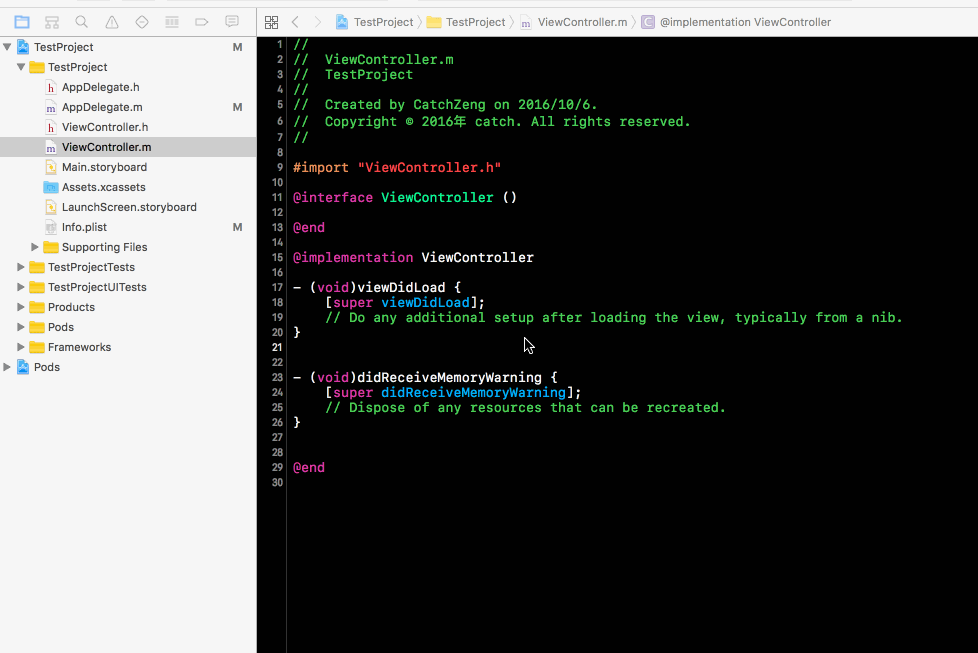 TestProject
TestProject
ViewController.m
@implementation ViewController
TestProject M
TestProject
AppDelegate.h
AppDelegate.m M
ViewController.h
ViewController.m
Main.storyboard
Assets.xcassets
LaunchScreen.storyboard
Info.plist M
Supporting Files
TestProjectTests
TestProjectUITests
Products
Pods
Frameworks
Pods
1 //
2 //  ViewController.m
3 //  TestProject
4 //
5 //  Created by CatchZeng on 2016/10/6.
6 //  Copyright © 2016年 catch. All rights reserved.
7 //
8
9 #import "ViewController.h"
10
11 @interface ViewController ()
12
13 @end
14
15 @implementation ViewController
16
17 - (void)viewDidLoad {
18     [super viewDidLoad];
19     // Do any additional setup after loading the view, typically from a nib.
20 }
21
22
23 - (void)didReceiveMemoryWarning {
24     [super didReceiveMemoryWarning];
25     // Dispose of any resources that can be recreated.
26 }
27
28
29 @end
30